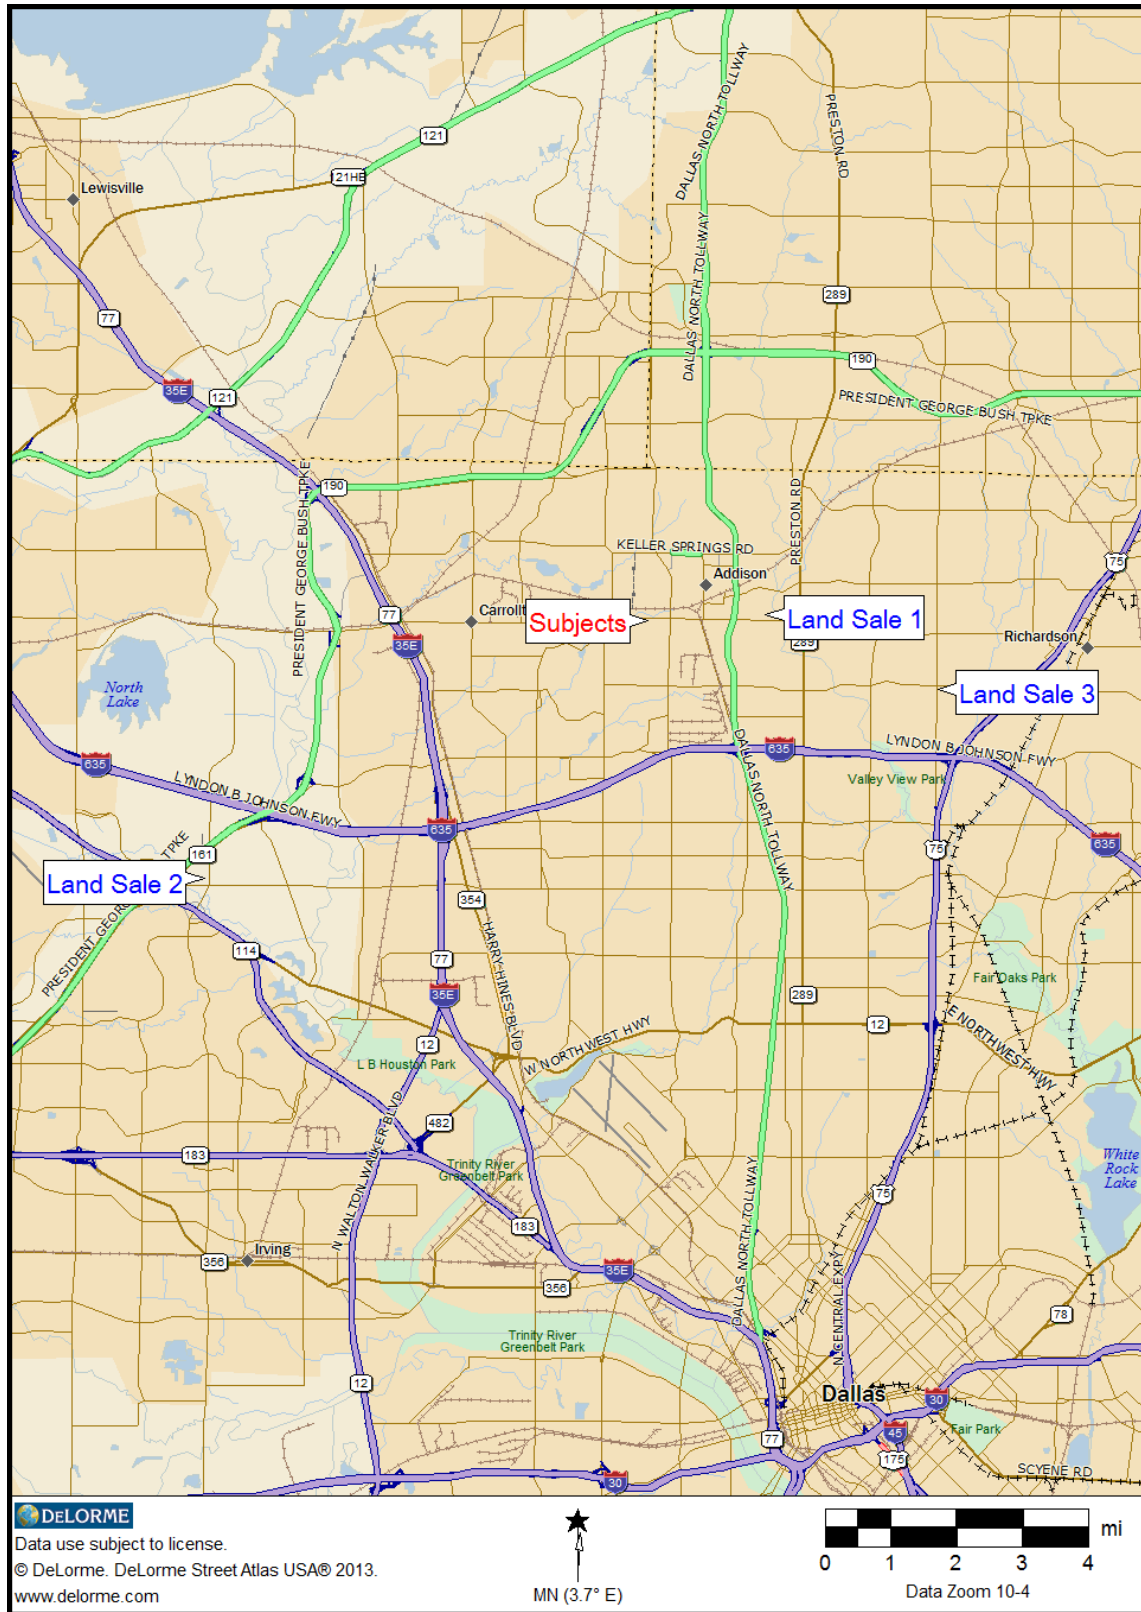 DALLAS NORTH TOLLWAY
PRESTON RD
121
121HB
Lewisville
DALLAS NORTH TOLLWAY
289
77
DALLAS NORTH TOLLWAY
190
35E
121
PRESIDENT GEORGE BUSH TPKE
190
PRESIDENT GEORGE BUSH TPKE
PRESTON RD
KELLER SPRINGS RD
75
Addison
77
Carrollt
Subjects
Land Sale 1
289
Richardson
35E
North
Lake
Land Sale 3
635
LYNDON B JOHNSON FWY
635
DALLAS NORTH TOLLWAY
LYNDON B JOHNSON FWY
Valley View Park
635
161
TPKE
75
635
Land Sale 2
PRESIDENT GEORG
354
HARRY HINES BLVD
114
77
Fair Oaks Park
35E
289
12
12
E NORTHWEST HWY
W NORTHWEST HWY
L B Houston Park
N WALTON WALKER BLVD
482
183
Trinity River
Greenbelt Park
White
Rock
Lake
75
DALLAS NORTH TOLLWAY
183
Irving
356
35E
356
N CENTRAL EXPY
78
Trinity River
Greenbelt Park
12
Dallas
30
Fair Park
45
77
175
SCYENE RD
30
DELORME
Data use subject to license.
© DeLorme. DeLorme Street Atlas USA® 2013.
www.delorme.com
MN (3.7° E)
mi
0 1 2 3 4
Data Zoom 10-4